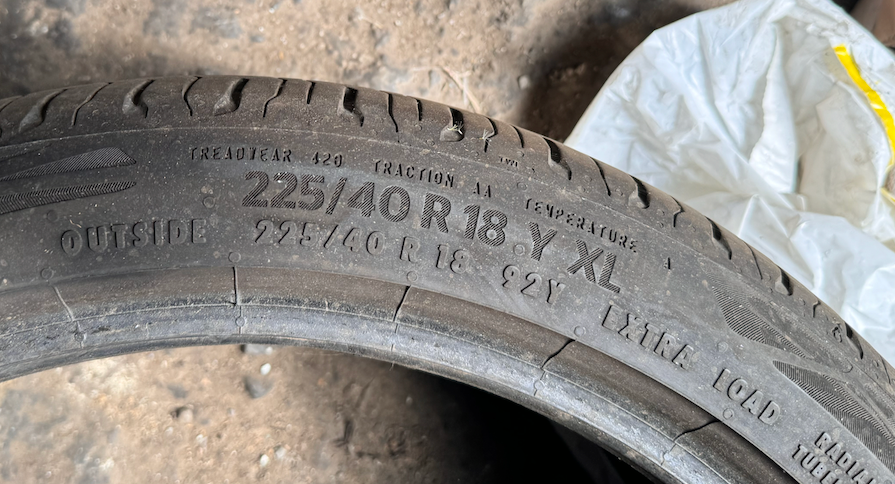 TREADWEAR 420 TRACTION AA TEMPERATURE A
225/40 R 18 Y XL
OUTSIDE 225/40 R 18 92Y EXTRA LOAD
RADIAL